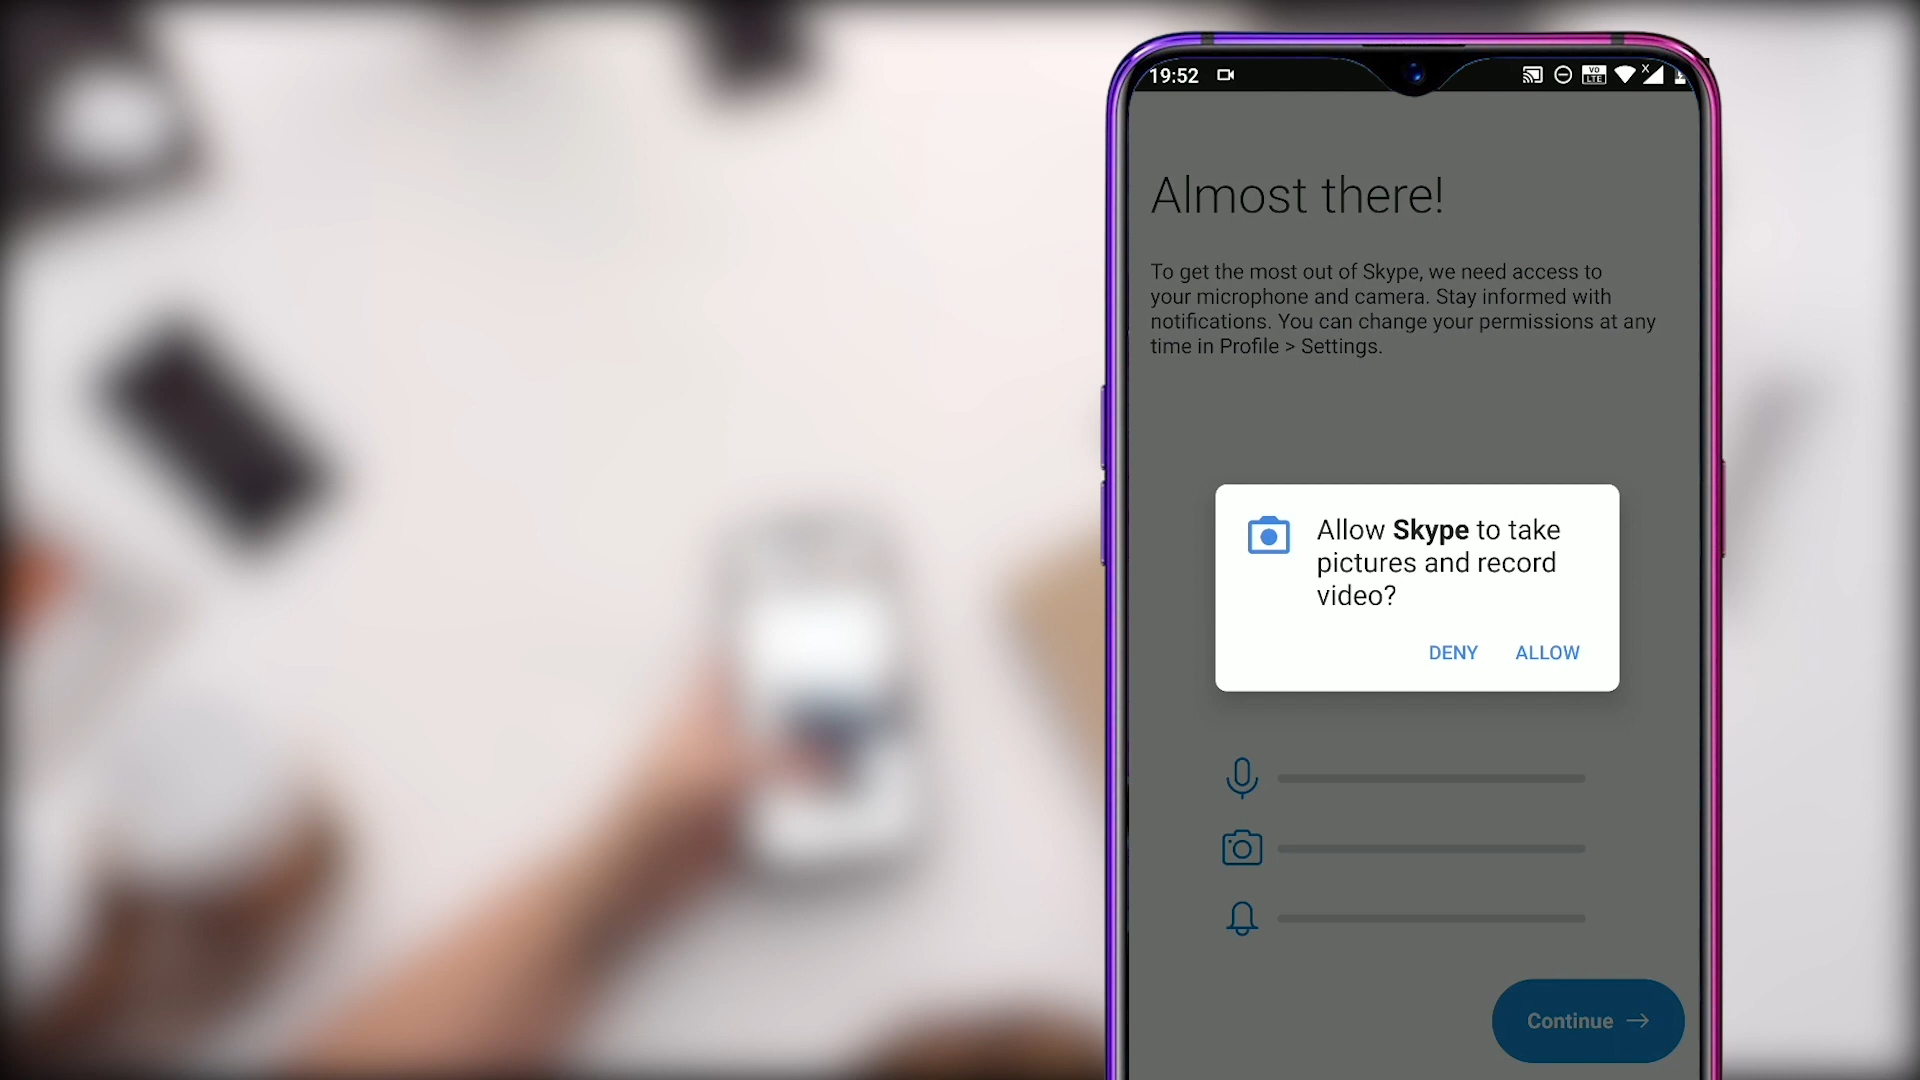 19:52
VO LTE
X
Almost there!
To get the most out of Skype, we need access to
your microphone and camera. Stay informed with
notifications. You can change your permissions at any
time in Profile > Settings.
Allow Skype to take
pictures and record
video?
DENY ALLOW
Continue